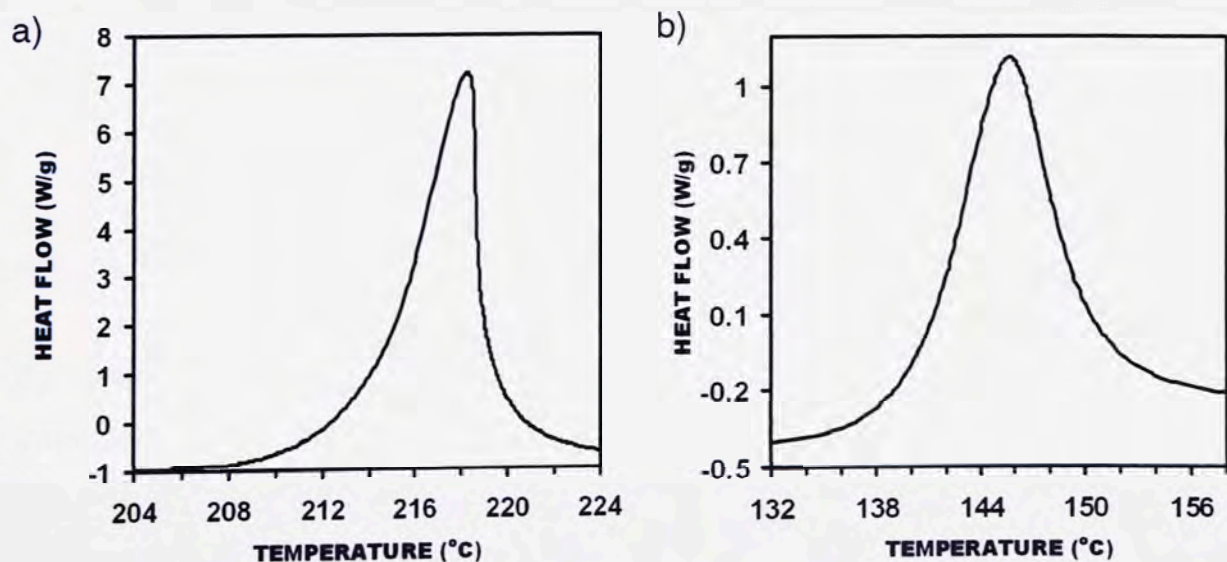 a)
8
7
6
5
4
3
2
1
0
-1
HEAT FLOW (W/g)
204 208 212 216 220 224
TEMPERATURE (°C)
b)
1
0.7
0.4
0.1
-0.2
-0.5
HEAT FLOW (W/g)
132 138 144 150 156
TEMPERATURE (°C)